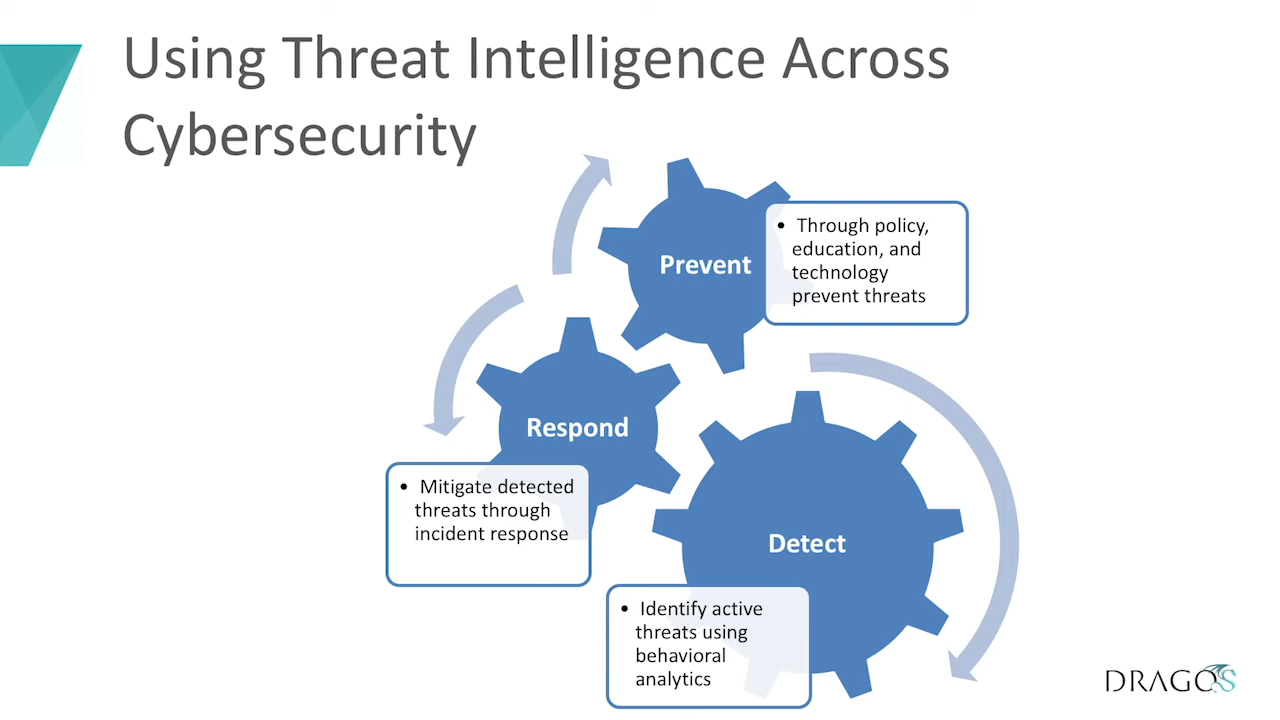 Using Threat Intelligence Across
Cybersecurity
Prevent
• Through policy,
education, and
technology
prevent threats
Respond
• Mitigate detected
threats through
incident response
Detect
• Identify active
threats using
behavioral
analytics
DRAGOS